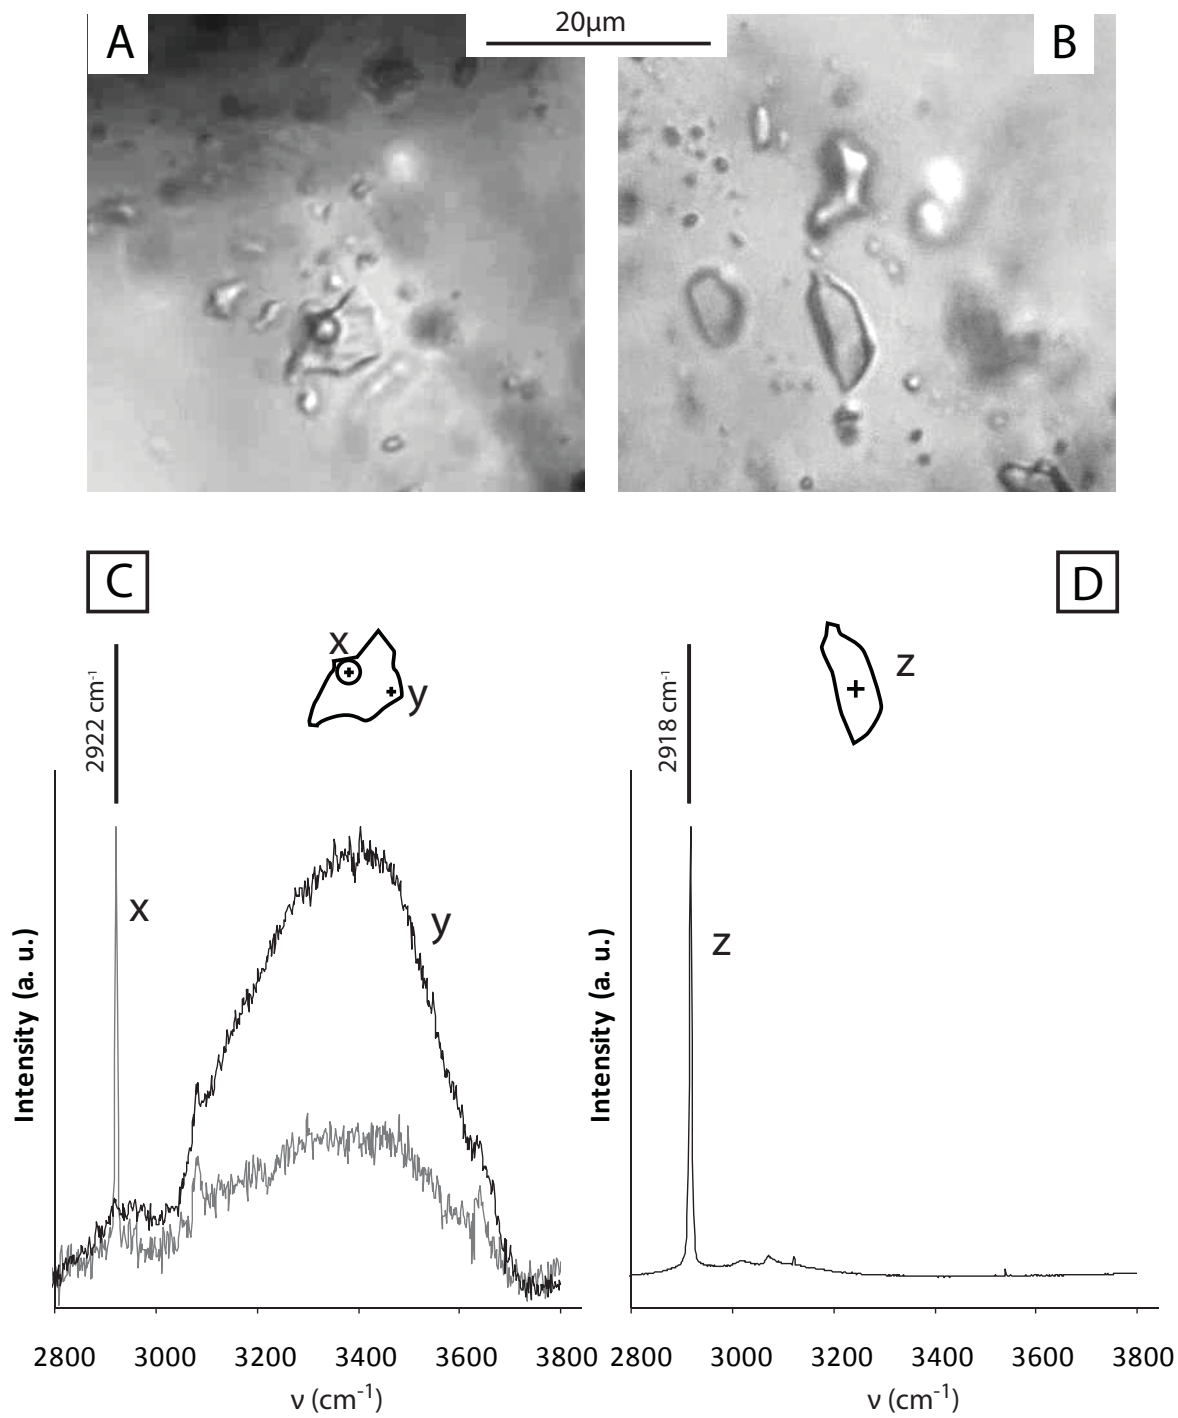 A
20µm
B
C
D
x
y
z
2922 cm-1
2918 cm-1
x
y
z
Intensity (a. u.)
Intensity (a. u.)
2800 3000 3200 3400 3600 3800
2800 3000 3200 3400 3600 3800
ν (cm-1)
ν (cm-1)